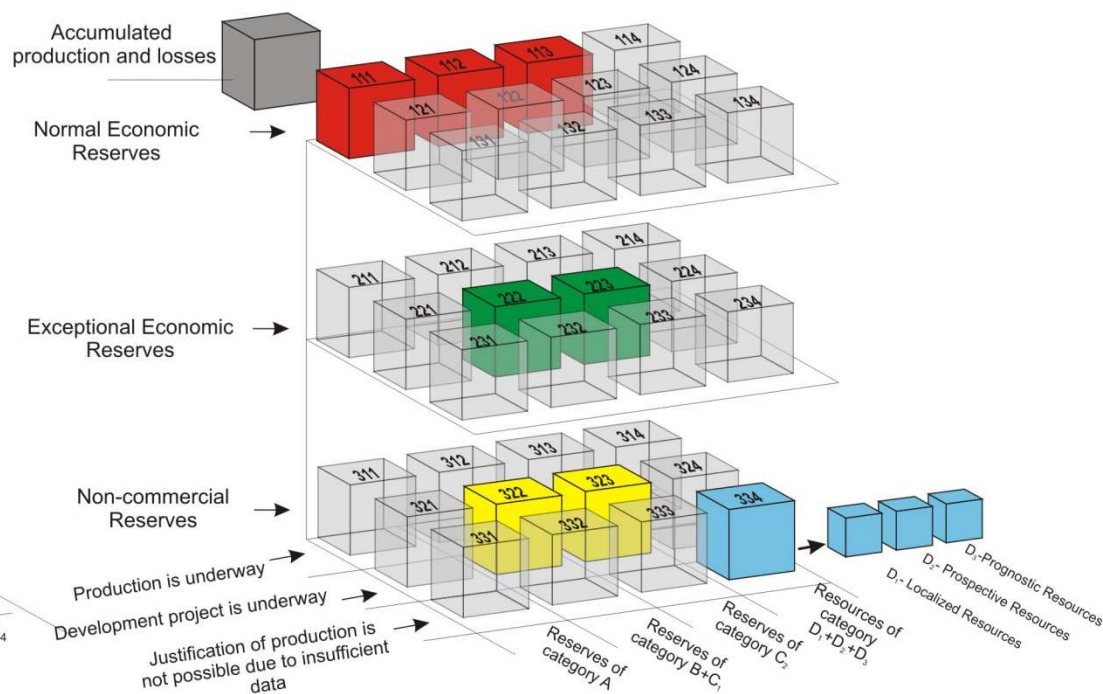 Accumulated
production and losses
111
112
113
114
121
122
123
124
131
132
133
134
Normal Economic
Reserves
211
212
213
214
221
222
223
224
231
232
233
234
Exceptional Economic
Reserves
311
312
313
314
321
322
323
324
331
332
333
334
Non-commercial
Reserves
Production is underway
Development project is underway
Justification of production is
not possible due to insufficient
data
4
Reserves of
category A
Reserves of
category B+C₁
Reserves of
category C₂
Resources of
category
D₁+D₂+D₃
D₁- Localized Resources
D₂- Prospective Resources
D₃-Prognostic Resources